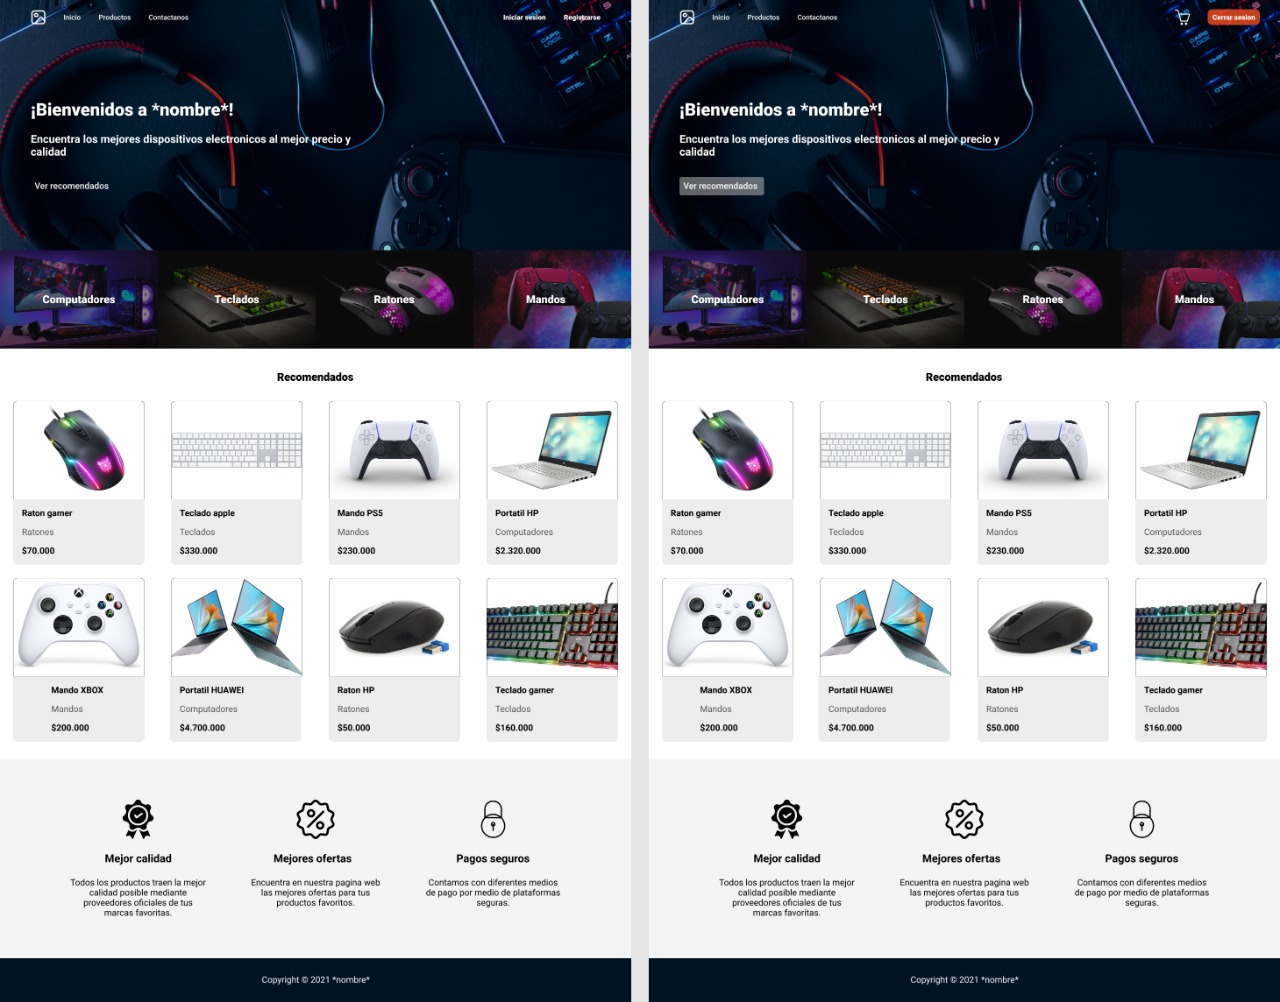 Inicio Productos Contactanos Iniciar sesion Registrarse
¡Bienvenidos a *nombre*!
Encuentra los mejores dispositivos electronicos al mejor precio y
calidad
Ver recomendados
Computadores Teclados Ratones Mandos
Recomendados
Raton gamer Teclado apple Mando PS5 Portatil HP
Ratones Teclados Mandos Computadores
$70.000 $330.000 $230.000 $2.320.000
Mando XBOX Portatil HUAWEI Raton HP Teclado gamer
Mandos Computadores Ratones Teclados
$200.000 $4.700.000 $50.000 $160.000
Mejor calidad Mejores ofertas Pagos seguros
Todos los productos traen la mejor
calidad posible mediante
proveedores oficiales de tus
marcas favoritas.
Encuentra en nuestra pagina web
las mejores ofertas para tus
productos favoritos.
Contamos con diferentes medios
de pago por medio de plataformas
seguras.
Copyright © 2021 *nombre*
Inicio Productos Contactanos Cerrar sesion
¡Bienvenidos a *nombre*!
Encuentra los mejores dispositivos electronicos al mejor precio y
calidad
Ver recomendados
Computadores Teclados Ratones Mandos
Recomendados
Raton gamer Teclado apple Mando PS5 Portatil HP
Ratones Teclados Mandos Computadores
$70.000 $330.000 $230.000 $2.320.000
Mando XBOX Portatil HUAWEI Raton HP Teclado gamer
Mandos Computadores Ratones Teclados
$200.000 $4.700.000 $50.000 $160.000
Mejor calidad Mejores ofertas Pagos seguros
Todos los productos traen la mejor
calidad posible mediante
proveedores oficiales de tus
marcas favoritas.
Encuentra en nuestra pagina web
las mejores ofertas para tus
productos favoritos.
Contamos con diferentes medios
de pago por medio de plataformas
seguras.
Copyright © 2021 *nombre*